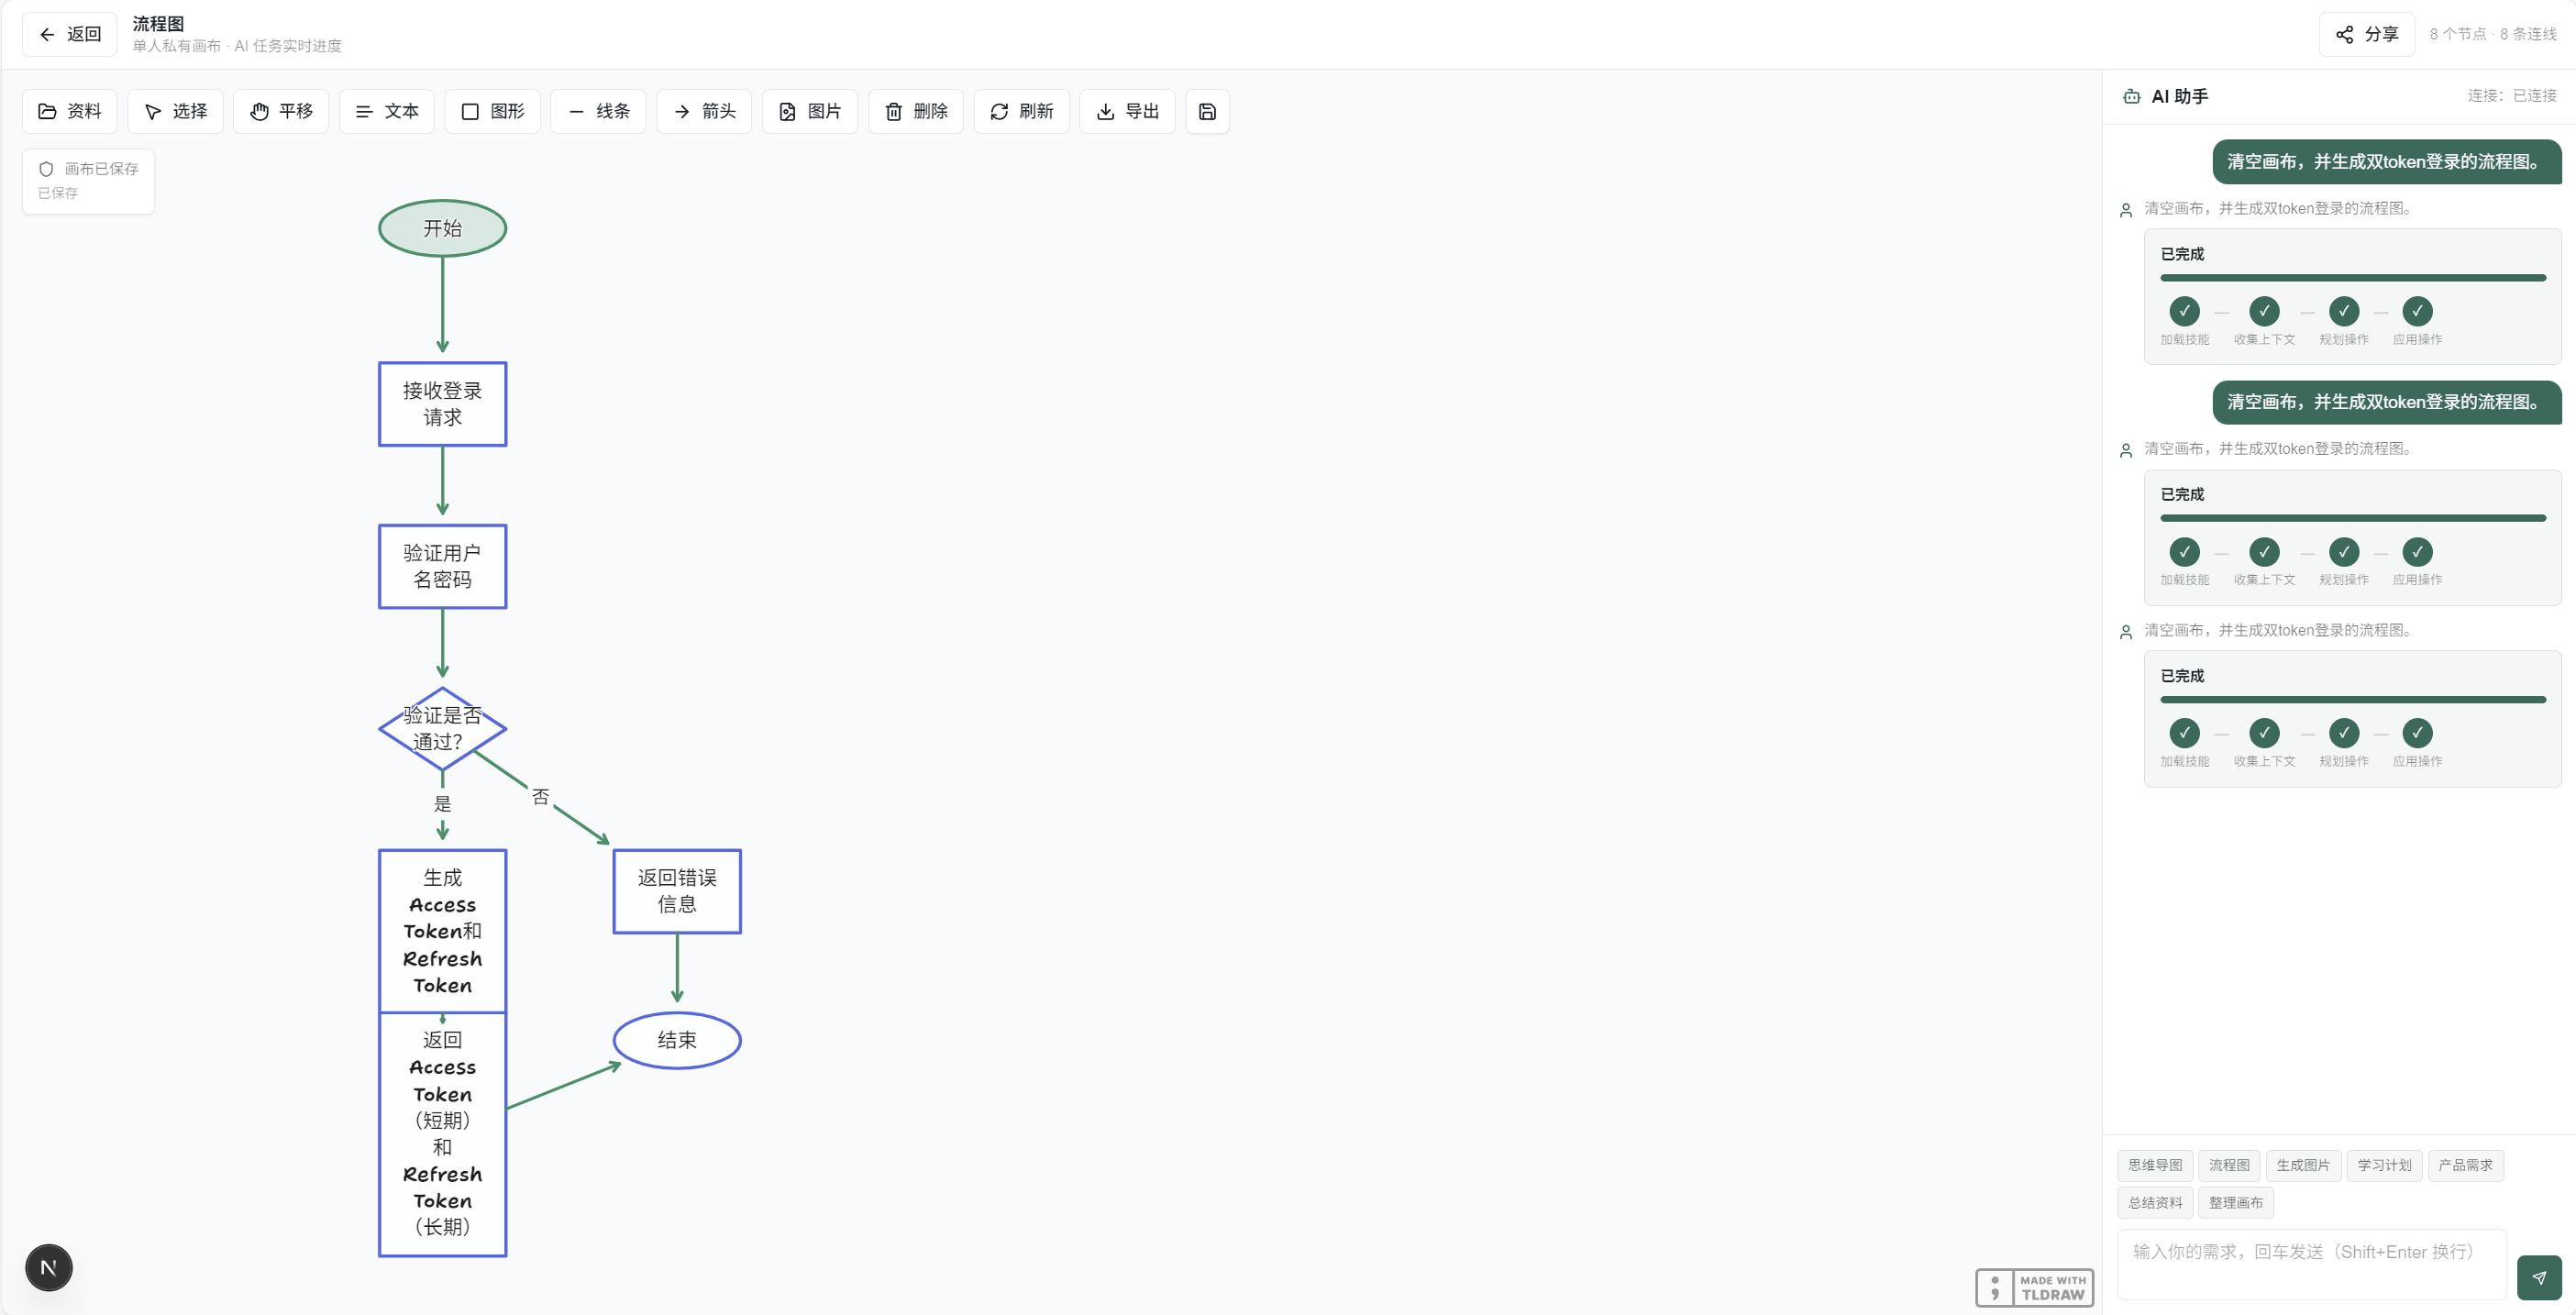 返回
流程图
单人私有画布 · AI 任务实时进度
分享
8 个节点 · 8 条连线
资料
选择
平移
文本
图形
线条
箭头
图片
删除
刷新
导出
画布已保存
已保存
开始
接收登录
请求
验证用户
名密码
验证是否
通过?
是
否
生成
Access
Token和
Refresh
Token
返回错误
信息
返回
Access
Token
（短期）
和
Refresh
Token
（长期）
结束
N
MADE WITH
TLDRAW
AI 助手
连接：已连接
清空画布，并生成双token登录的流程图。
清空画布，并生成双token登录的流程图。
已完成
加载技能
收集上下文
规划操作
应用操作
清空画布，并生成双token登录的流程图。
清空画布，并生成双token登录的流程图。
已完成
加载技能
收集上下文
规划操作
应用操作
清空画布，并生成双token登录的流程图。
已完成
加载技能
收集上下文
规划操作
应用操作
思维导图
流程图
生成图片
学习计划
产品需求
总结资料
整理画布
输入你的需求，回车发送（Shift+Enter 换行）